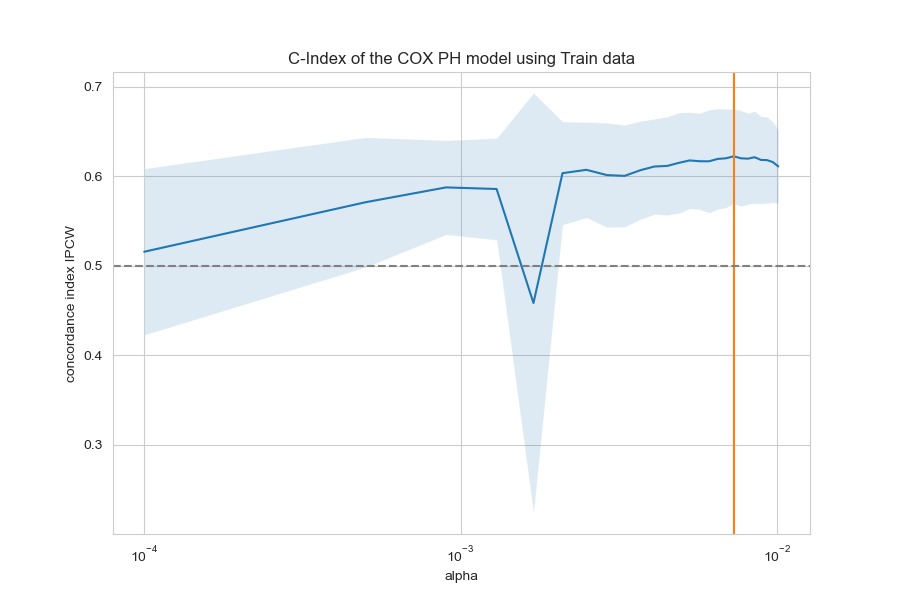 C-Index of the COX PH model using Train data
concordance index IPCW
0.7
0.6
0.5
0.4
0.3
10⁻⁴
10⁻³
10⁻²
alpha